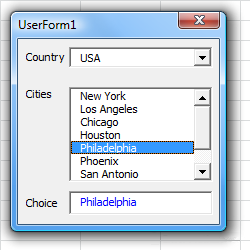 UserForm1
Country USA
Cities
New York
Los Angeles
Chicago
Houston
Philadelphia
Phoenix
San Antonio
Choice Philadelphia